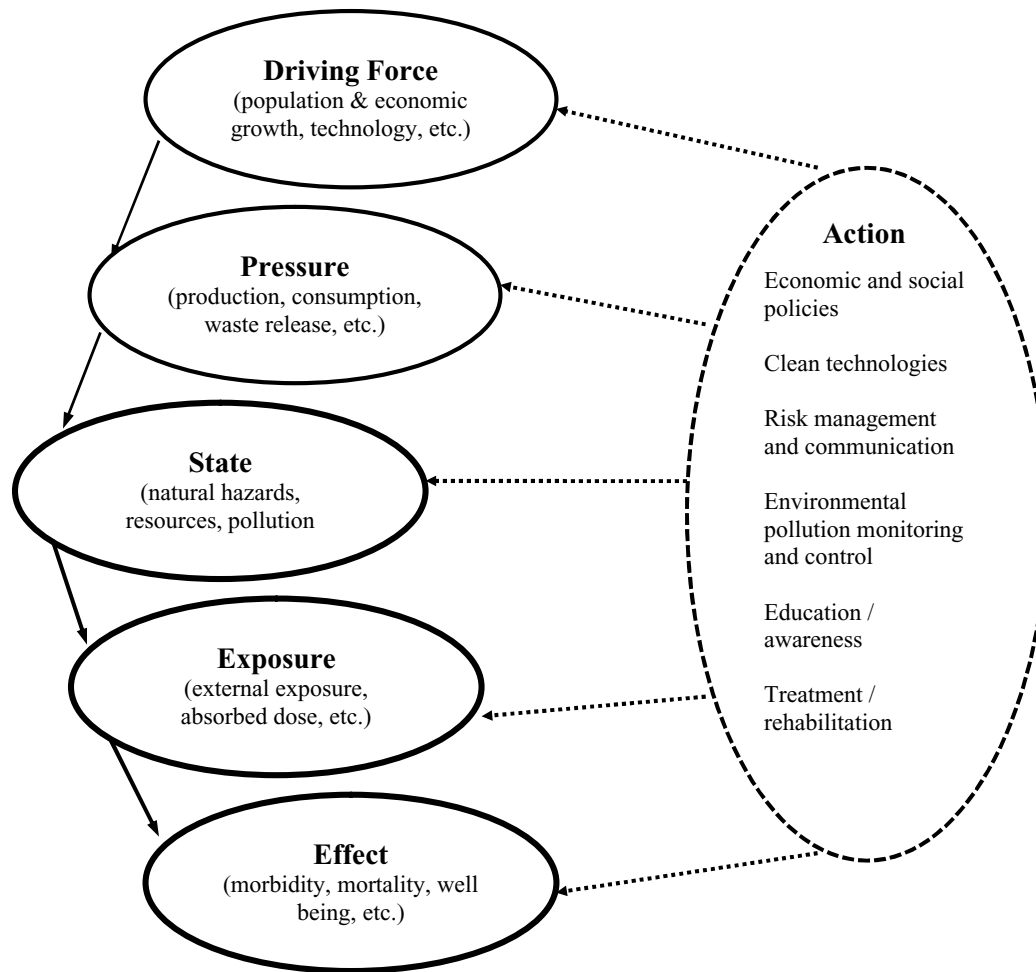 Driving Force
(population & economic
growth, technology, etc.)
Pressure
(production, consumption,
waste release, etc.)
State
(natural hazards,
resources, pollution
Exposure
(external exposure,
absorbed dose, etc.)
Effect
(morbidity, mortality, well
being, etc.)
Action
Economic and social
policies
Clean technologies
Risk management
and communication
Environmental
pollution monitoring
and control
Education /
awareness
Treatment /
rehabilitation